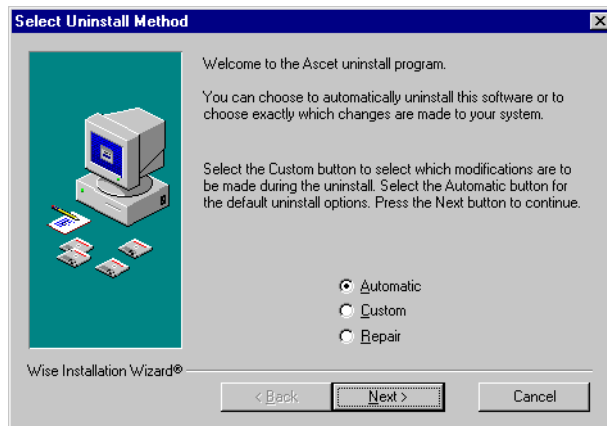 Select Uninstall Method
Welcome to the Ascet uninstall program.
You can choose to automatically uninstall this software or to
choose exactly which changes are made to your system.
Select the Custom button to select which modifications are to
be made during the uninstall. Select the Automatic button for
the default uninstall options. Press the Next button to continue.
Automatic
Custom
Repair
Wise Installation Wizard®
< Back
Next >
Cancel